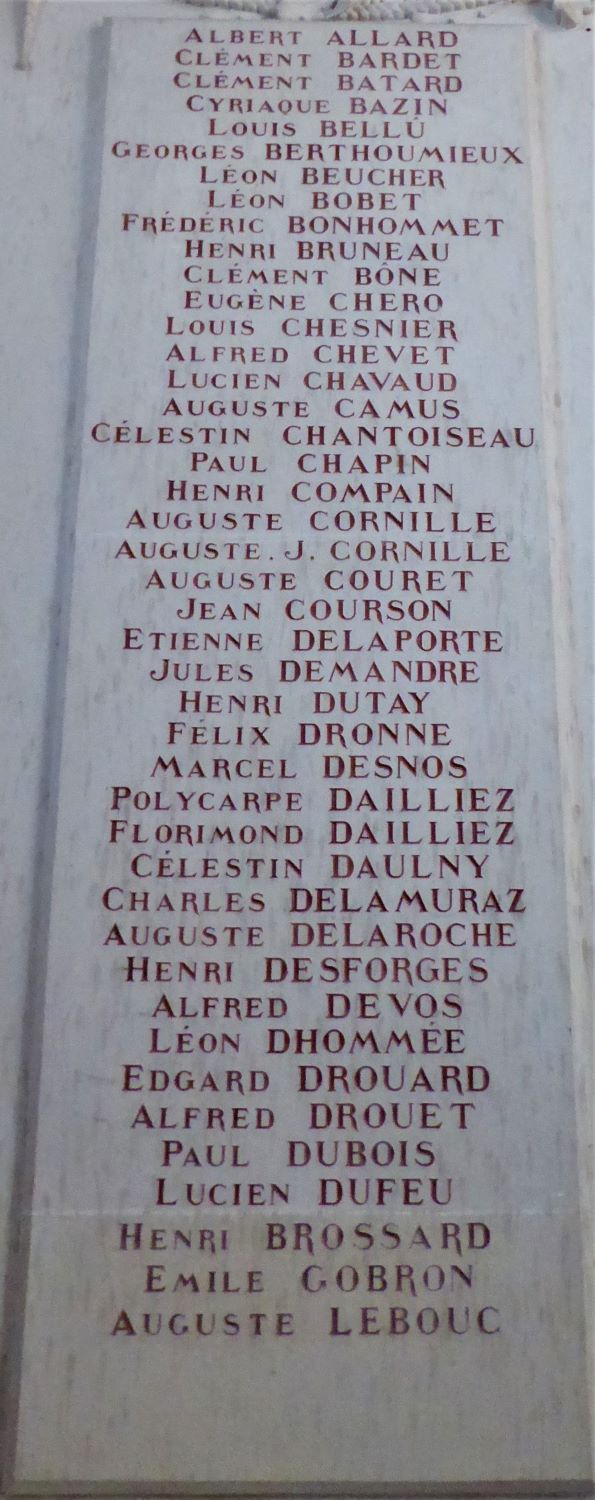 ALBERT ALLARD
CLÉMENT BARDET
CLÉMENT BATARD
CYRIAQUE BAZIN
LOUIS BELLÛ
GEORGES BERTHOUMIEUX
LÉON BEUCHER
LÉON BOBET
FRÉDÉRIC BONHOMMET
HENRI BRUNEAU
CLÉMENT BÔNE
EUGÈNE CHERO
LOUIS CHESNIER
ALFRED CHEVET
LUCIEN CHAVAUD
AUGUSTE CAMUS
CÉLESTIN CHANTOISEAU
PAUL CHAPIN
HENRI COMPAIN
AUGUSTE CORNILLE
AUGUSTE.J. CORNILLE
AUGUSTE COURET
JEAN COURSON
ETIENNE DELAPORTE
JULES DEMANDRE
HENRI DUTAY
FÉLIX DRONNE
MARCEL DESNOS
POLYCARPE DAILLIEZ
FLORIMOND DAILLIEZ
CÉLESTIN DAULNY
CHARLES DELAMURAZ
AUGUSTE DELAROCHE
HENRI DESFORGES
ALFRED DEVOS
LÉON DHOMMÉE
EDGARD DROUARD
ALFRED DROUET
PAUL DUBOIS
LUCIEN DUFEU
HENRI BROSSARD
EMILE GOBRON
AUGUSTE LEBOUC